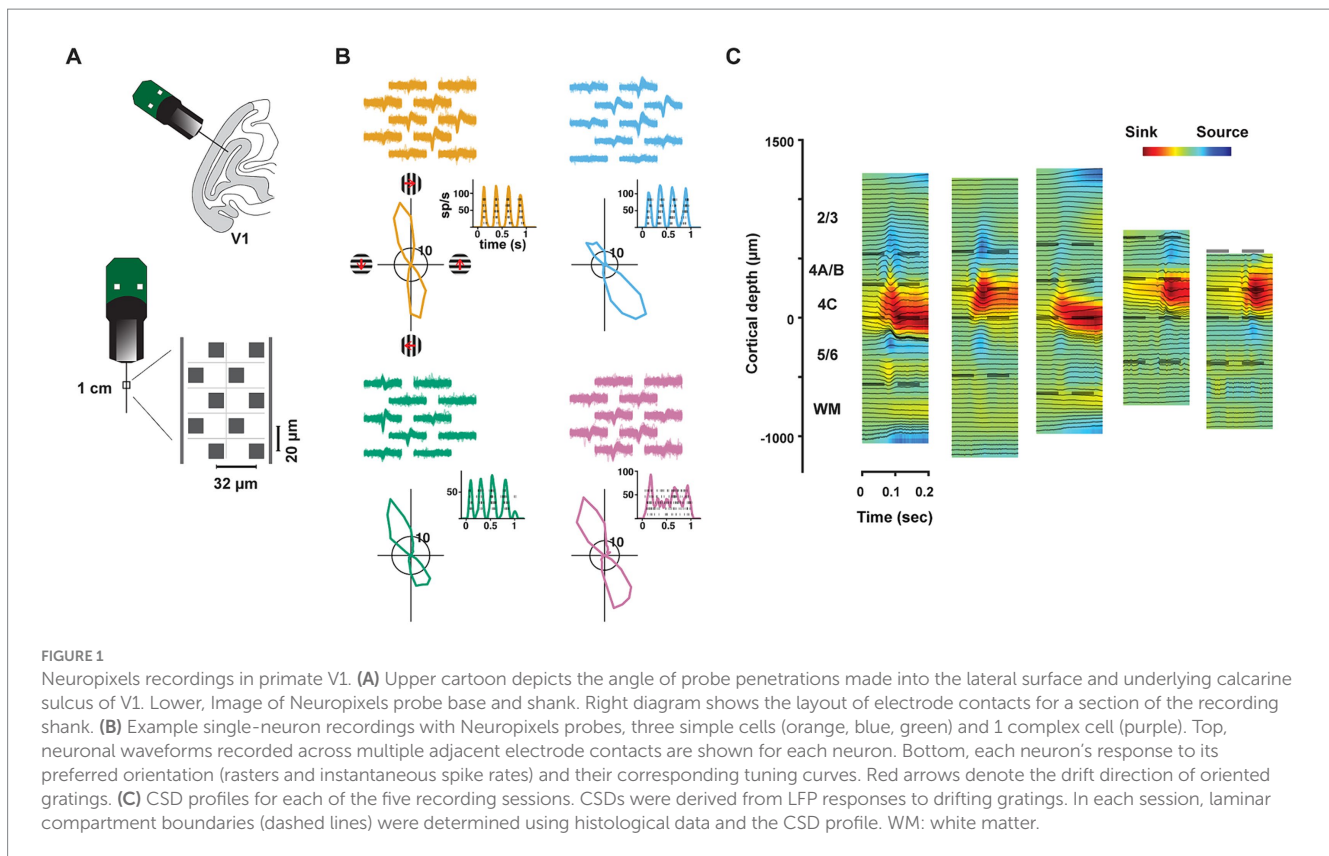 A
V1
1 cm
20 µm
32 µm
B
sp/s
100
50
0
0.5
1
time (s)
10
100
50
0
0.5
1
10
50
0
0.5
1
10
100
50
0
0.5
1
10
C
Sink
Source
1500
2/3
4A/B
4C
0
5/6
WM
-1000
Cortical depth (µm)
0
0.1
0.2
Time (sec)
FIGURE 1
Neuropixels recordings in primate V1. (A) Upper cartoon depicts the angle of probe penetrations made into the lateral surface and underlying calcarine
sulcus of V1. Lower, Image of Neuropixels probe base and shank. Right diagram shows the layout of electrode contacts for a section of the recording
shank. (B) Example single-neuron recordings with Neuropixels probes, three simple cells (orange, blue, green) and 1 complex cell (purple). Top,
neuronal waveforms recorded across multiple adjacent electrode contacts are shown for each neuron. Bottom, each neuron’s response to its
preferred orientation (rasters and instantaneous spike rates) and their corresponding tuning curves. Red arrows denote the drift direction of oriented
gratings. (C) CSD profiles for each of the five recording sessions. CSDs were derived from LFP responses to drifting gratings. In each session, laminar
compartment boundaries (dashed lines) were determined using histological data and the CSD profile. WM: white matter.